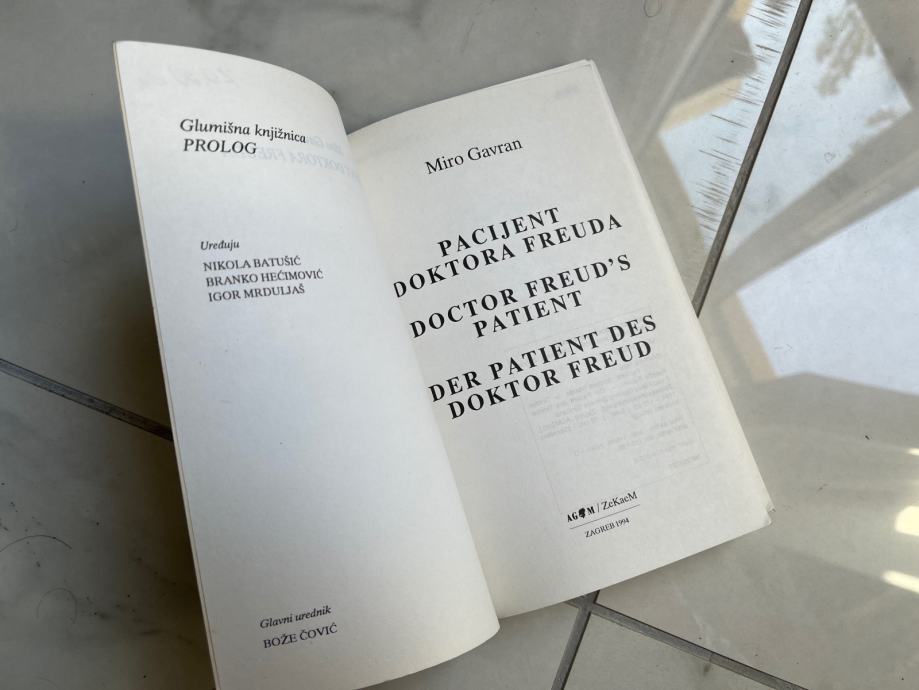 Glumišna knjižnica
PROLOG
Uređuju
NIKOLA BATUŠIĆ
BRANKO HEĆIMOVIĆ
IGOR MRDULJAŠ
Glavni urednik
BOŽE ČOVIĆ
Miro Gavran
PACIJENT
DOKTORA FREUDA
DOCTOR FREUD'S
PATIENT
DER PATIENT DES
DOKTOR FREUD
AGM / ZeKaeM
ZAGREB 1994